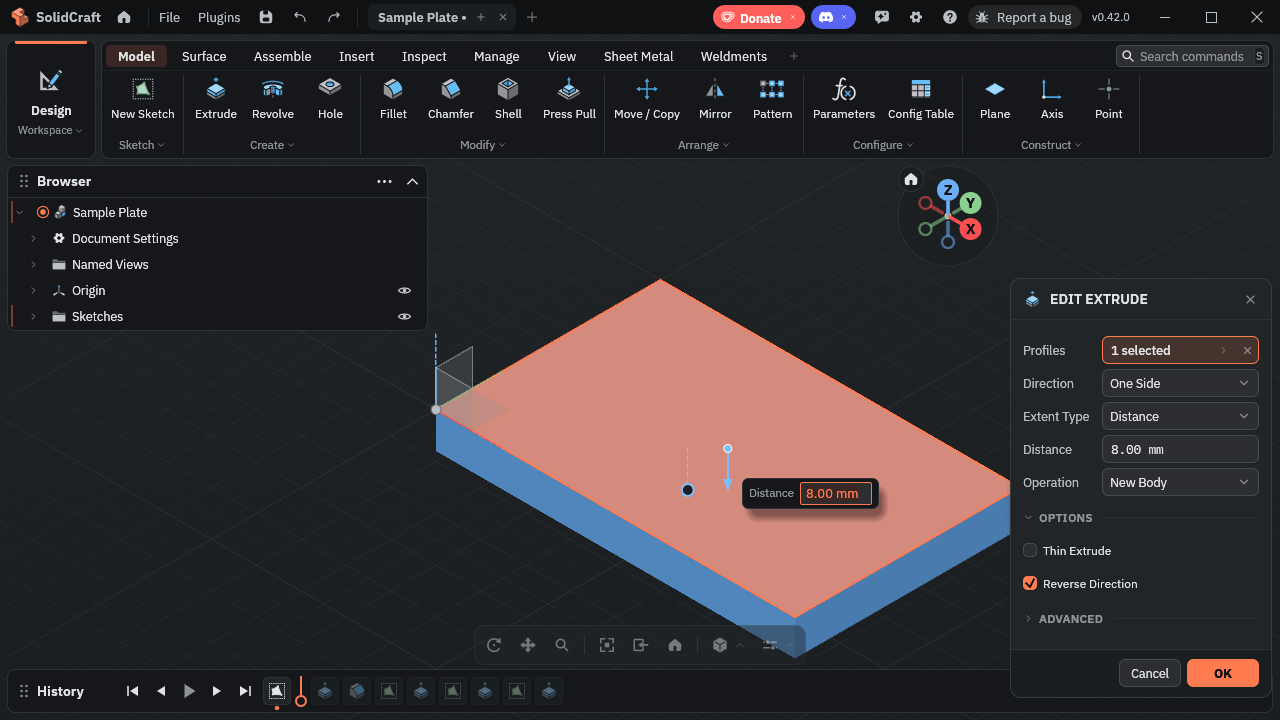 SolidCraft File Plugins Sample Plate • Donate Report a bug v0.42.0
Model Surface Assemble Insert Inspect Manage View Sheet Metal Weldments Search commands S
Design
Workspace
New Sketch Extrude Revolve Hole Fillet Chamfer Shell Press Pull Move / Copy Mirror Pattern Parameters Config Table Plane Axis Point
Sketch Create Modify Arrange Configure Construct
Browser
Sample Plate
Document Settings
Named Views
Origin
Sketches
Z
Y
X
EDIT EXTRUDE
Profiles 1 selected
Direction One Side
Extent Type Distance
Distance 8.00 mm
Operation New Body
OPTIONS
Thin Extrude
Reverse Direction
ADVANCED
Cancel OK
Distance 8.00 mm
History